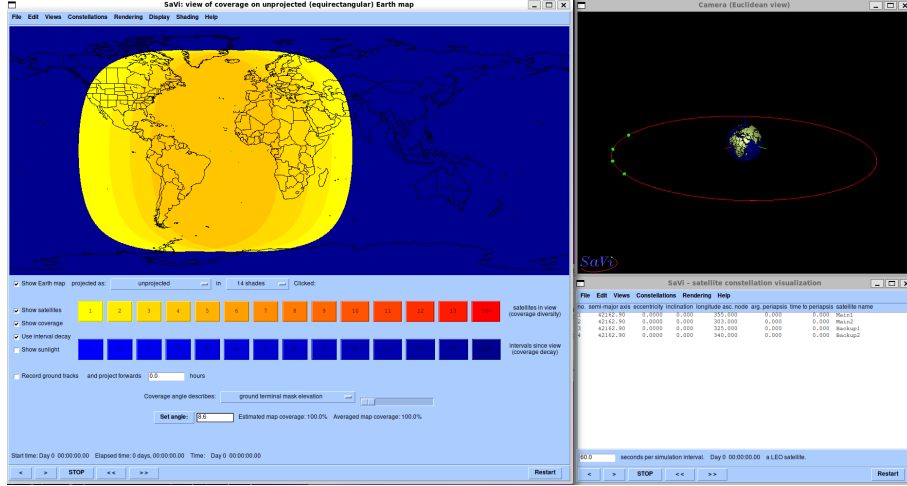 SaVi: view of coverage on unprojected (equirectangular) Earth map
File Edit Views Constellations Rendering Display Shading Help
Show Earth map projected as: unprojected in 14 shades Clicked:
Show satellites
Show coverage
Use interval decay
Show sunlight
1 2 3 4 5 6 7 8 9 10 11 12 13 14+
satellites in view
(coverage diversity)
intervals since view
(coverage decay)
Record ground tracks and project forwards 0.0 hours
Coverage angle describes: ground terminal mask elevation
Set angle: 8.6 Estimated map coverage: 100.0% Averaged map coverage: 100.0%
Start time: Day 0 00:00:00.00 Elapsed time: 0 days, 00:00:00.00 Time: Day 0 00:00:00.00
< > STOP << >> Restart
Camera (Euclidean view)
SaVi
SaVi - satellite constellation visualization
File Edit Views Constellations Rendering Help
no. semi-major axis eccentricity inclination longitude asc. node arg. periapsis time to periapsis satellite name
1 42162.90 0.0000 0.000 355.000 0.000 0.000 Main1
2 42162.90 0.0000 0.000 303.000 0.000 0.000 Main2
3 42162.90 0.0000 0.000 325.000 0.000 0.000 Backup1
4 42162.90 0.0000 0.000 340.000 0.000 0.000 Backup2
60.0 seconds per simulation interval. Day 0 00:00:00.00 a LEO satellite.
< > STOP << >> Restart